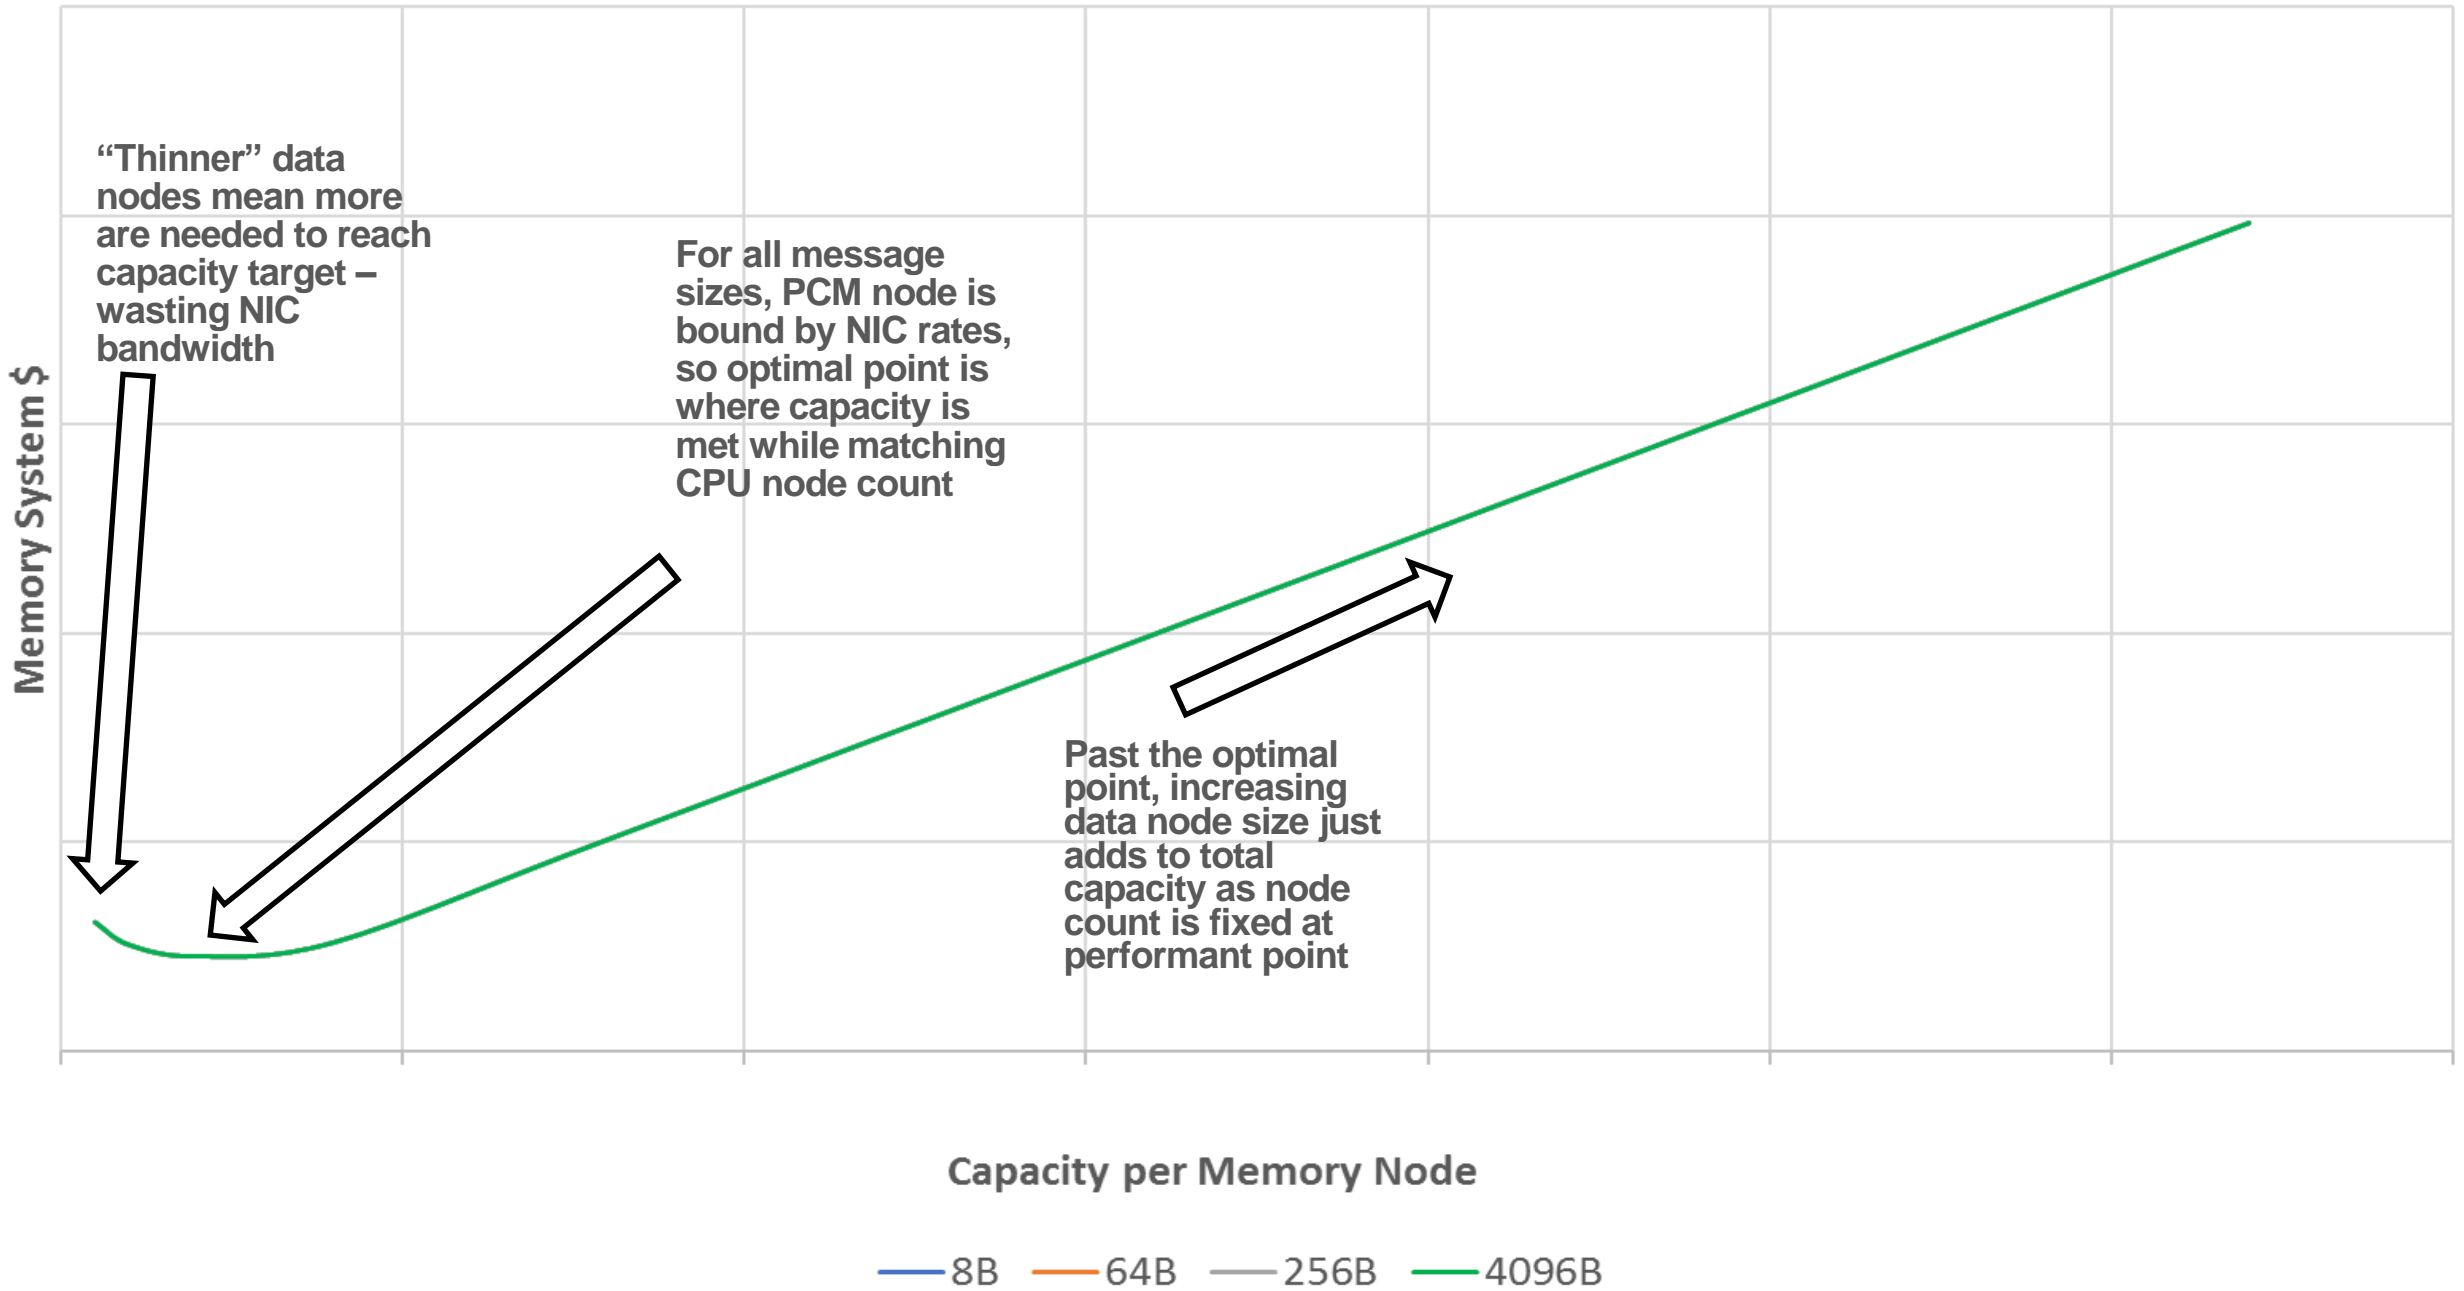 “Thinner” data
nodes mean more
are needed to reach
capacity target –
wasting NIC
bandwidth
For all message
sizes, PCM node is
bound by NIC rates,
so optimal point is
where capacity is
met while matching
CPU node count
Memory System $
Past the optimal
point, increasing
data node size just
adds to total
capacity as node
count is fixed at
performant point
Capacity per Memory Node
8B 64B 256B 4096B